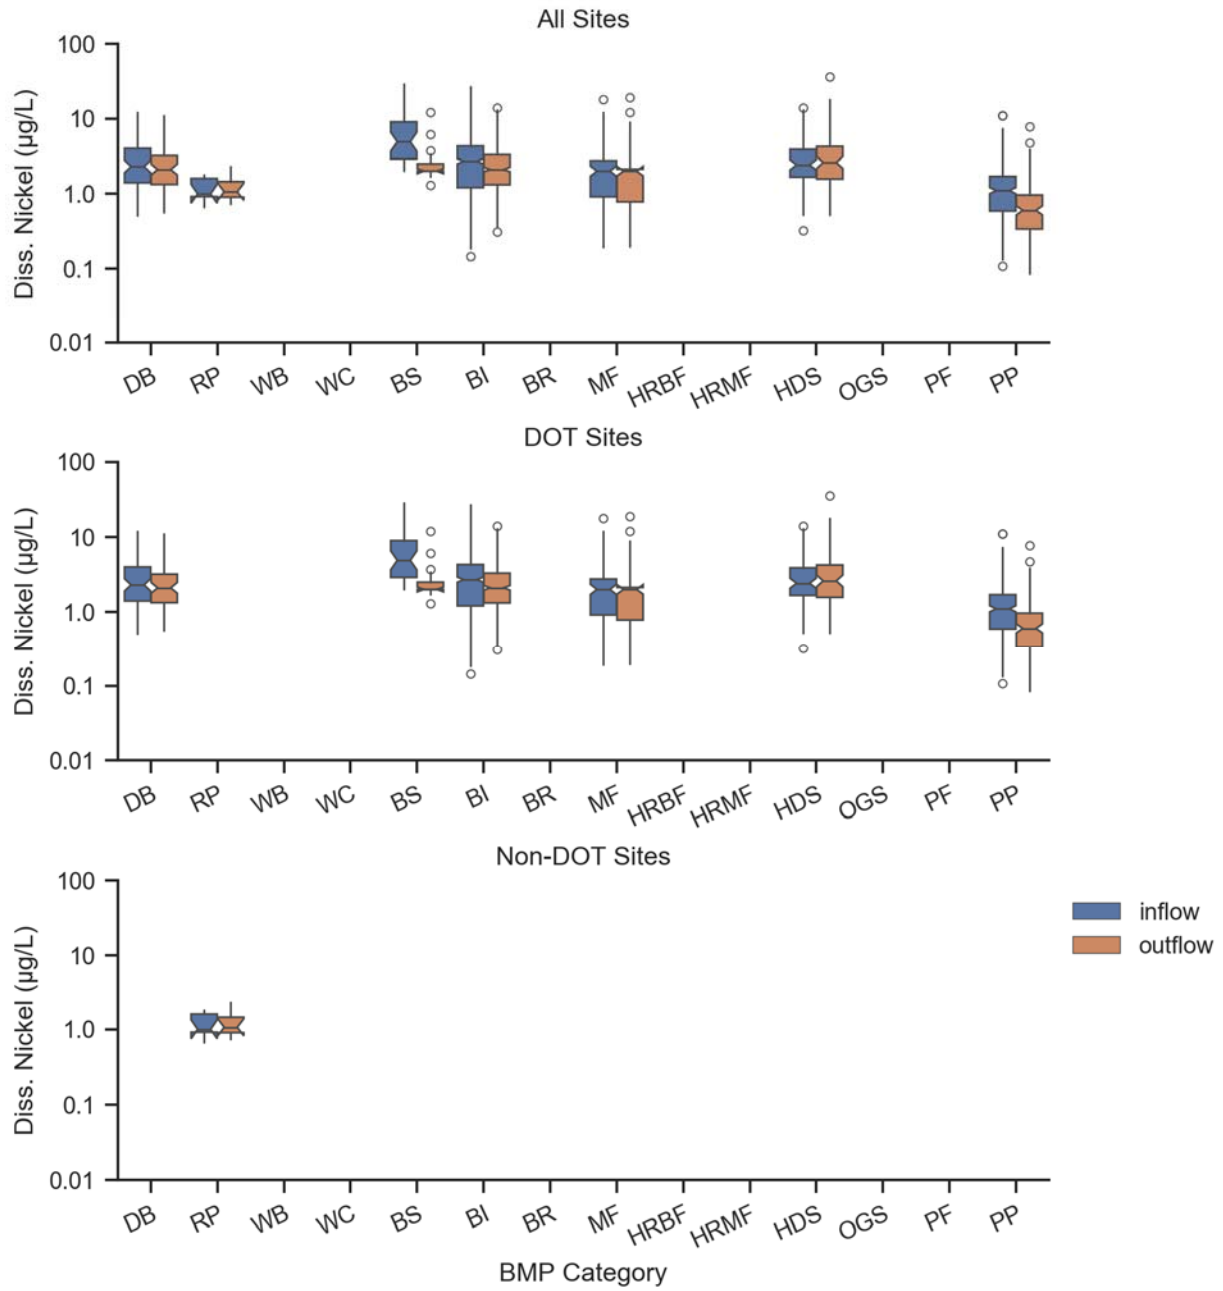 All Sites
Diss. Nickel (µg/L)
100
10
1.0
0.1
0.01
DB RP WB WC BS BI BR MF HRBF HRMF HDS OGS PF PP
DOT Sites
Diss. Nickel (µg/L)
100
10
1.0
0.1
0.01
DB RP WB WC BS BI BR MF HRBF HRMF HDS OGS PF PP
Non-DOT Sites
Diss. Nickel (µg/L)
100
10
1.0
0.1
0.01
DB RP WB WC BS BI BR MF HRBF HRMF HDS OGS PF PP
BMP Category
inflow
outflow